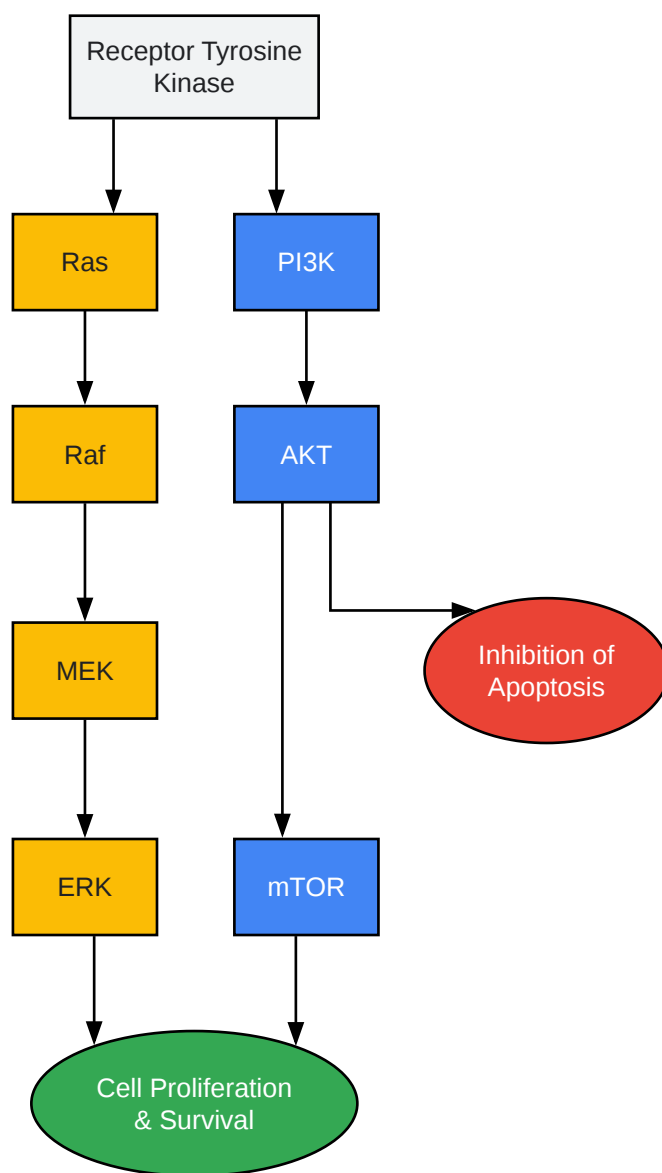 Receptor Tyrosine
Kinase
Ras
PI3K
Raf
AKT
MEK
Inhibition of
Apoptosis
ERK
mTOR
Cell Proliferation
& Survival